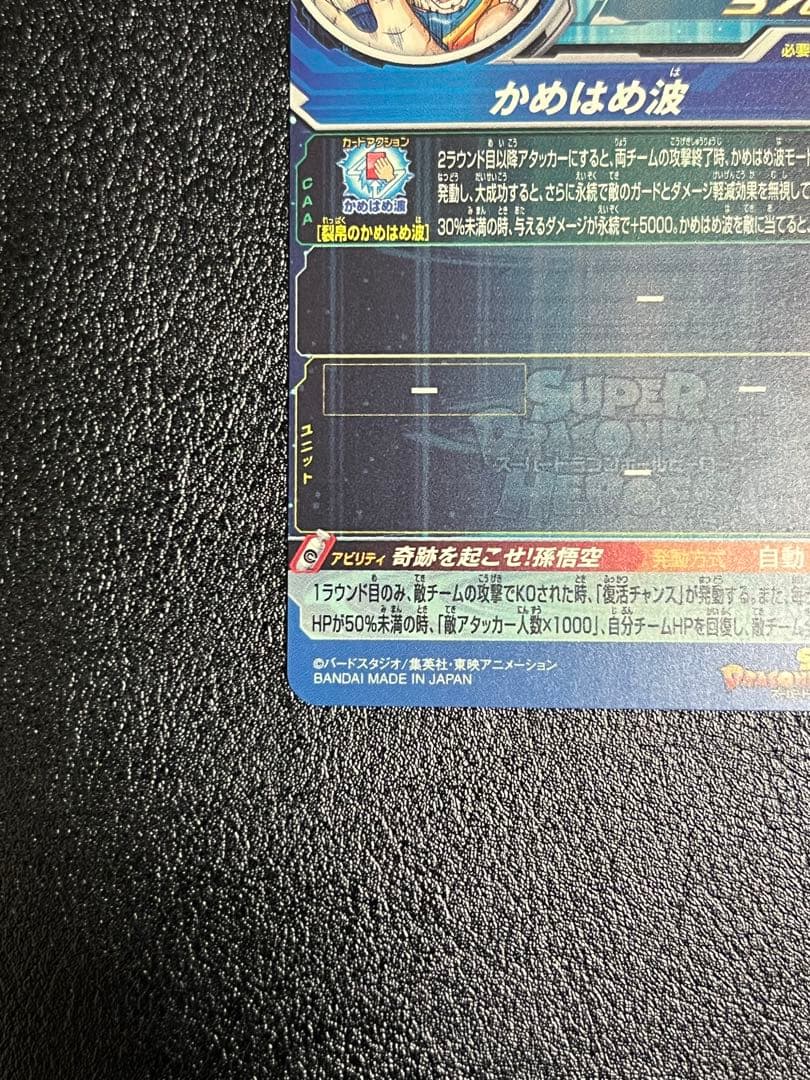 必要
かめはめ波
CAA
カードアクション
かめはめ波
[裂帛のかめはめ波]
2ラウンド目以降アタッカーにすると、両チームの攻撃終了時、かめはめ波モー
発動し、大成功すると、さらに永続で敵のガードとダメージ軽減効果を無視して
30%未満の時、与えるダメージが永続で+5000。かめはめ波を敵に当てると、
ー
ユニット
ー
ー
ー
SUPER
DRAGONBALL
スーパードラゴンボールヒーロ
HEROES
アビリティ 奇跡を起こせ!孫悟空 発動方式 自動
1ラウンド目のみ、敵チームの攻撃でKOされた時、「復活チャンス」が発動する。また、毎
HPが50%未満の時、「敵アタッカー人数×1000」、自分チームHPを回復し、敵チーム
©バードスタジオ/集英社・東映アニメーション
BANDAI MADE IN JAPAN